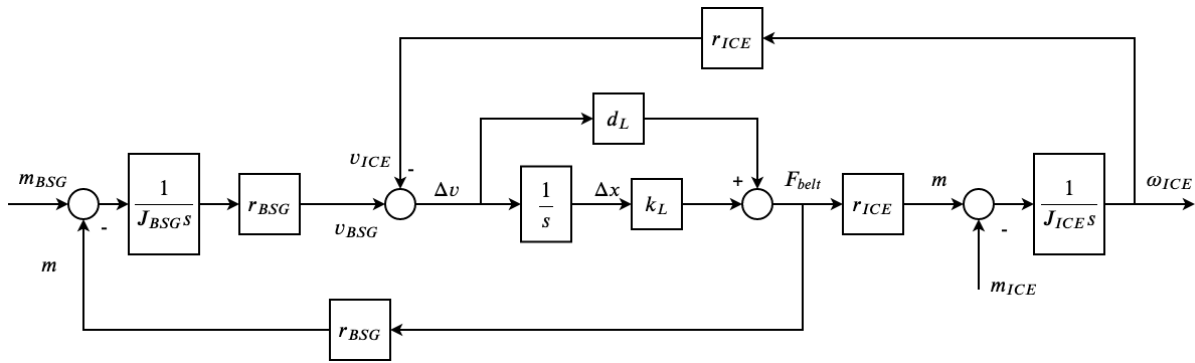 r_ICE
d_L
v_ICE
-
m_BSG
1
J_BSG s
r_BSG
v_BSG
Δv
1
s
Δx
k_L
+
F_belt
r_ICE
m
1
J_ICE s
ω_ICE
-
-
m
m_ICE
r_BSG